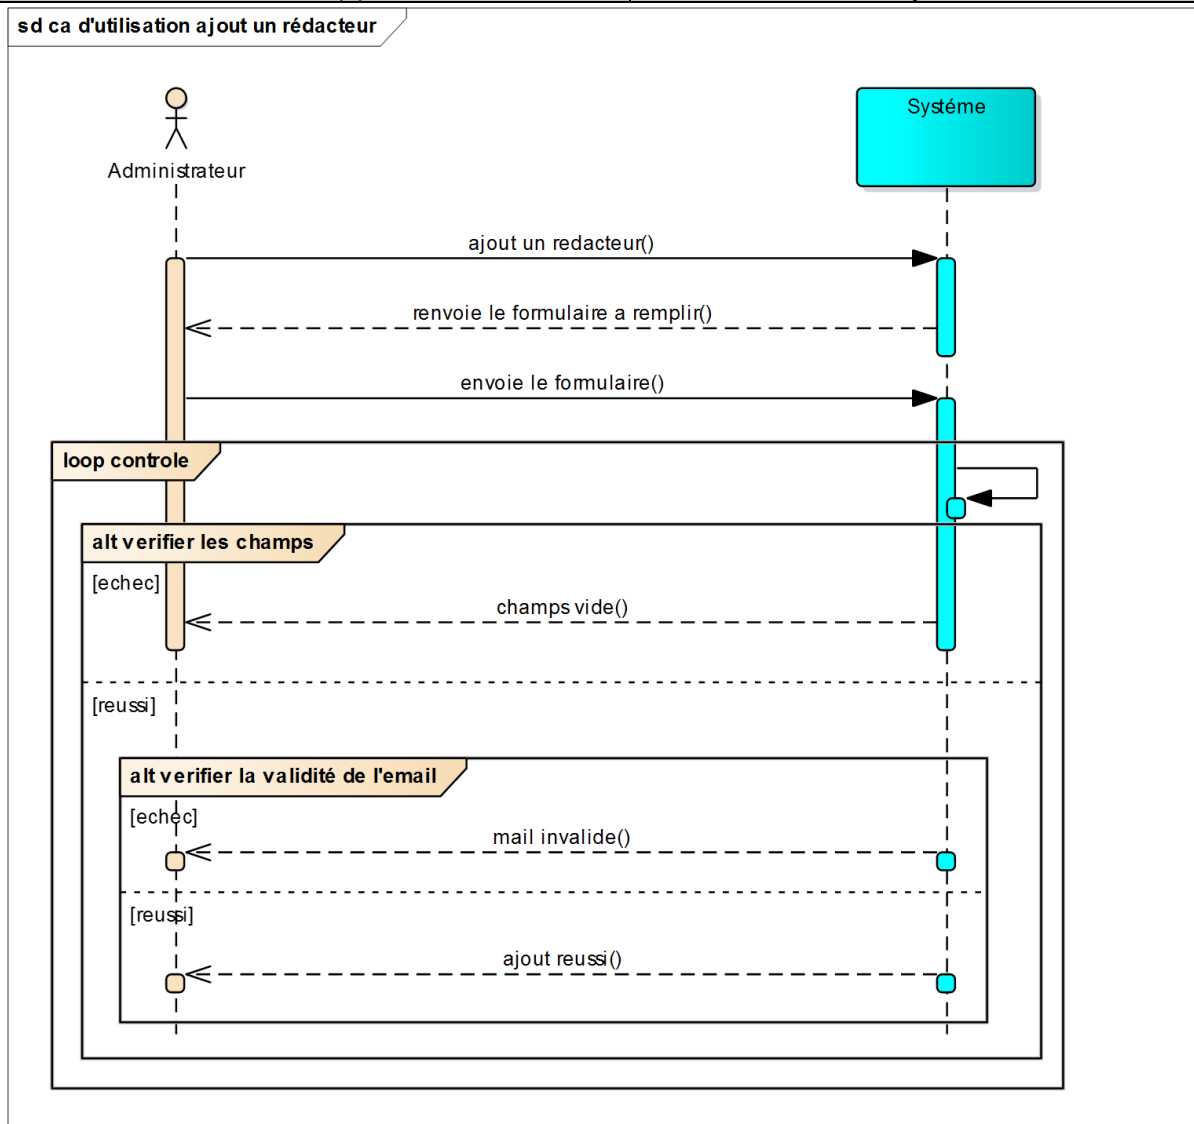 sd ca d'utilisation ajout un rédacteur
Systéme
Administrateur
ajout un redacteur()
renvoie le formulaire a remplir()
envoie le formulaire()
loop controle
alt verifier les champs
[echec]
champs vide()
[reussi]
alt verifier la validité de l'email
[echec]
mail invalide()
[reussi]
ajout reussi()